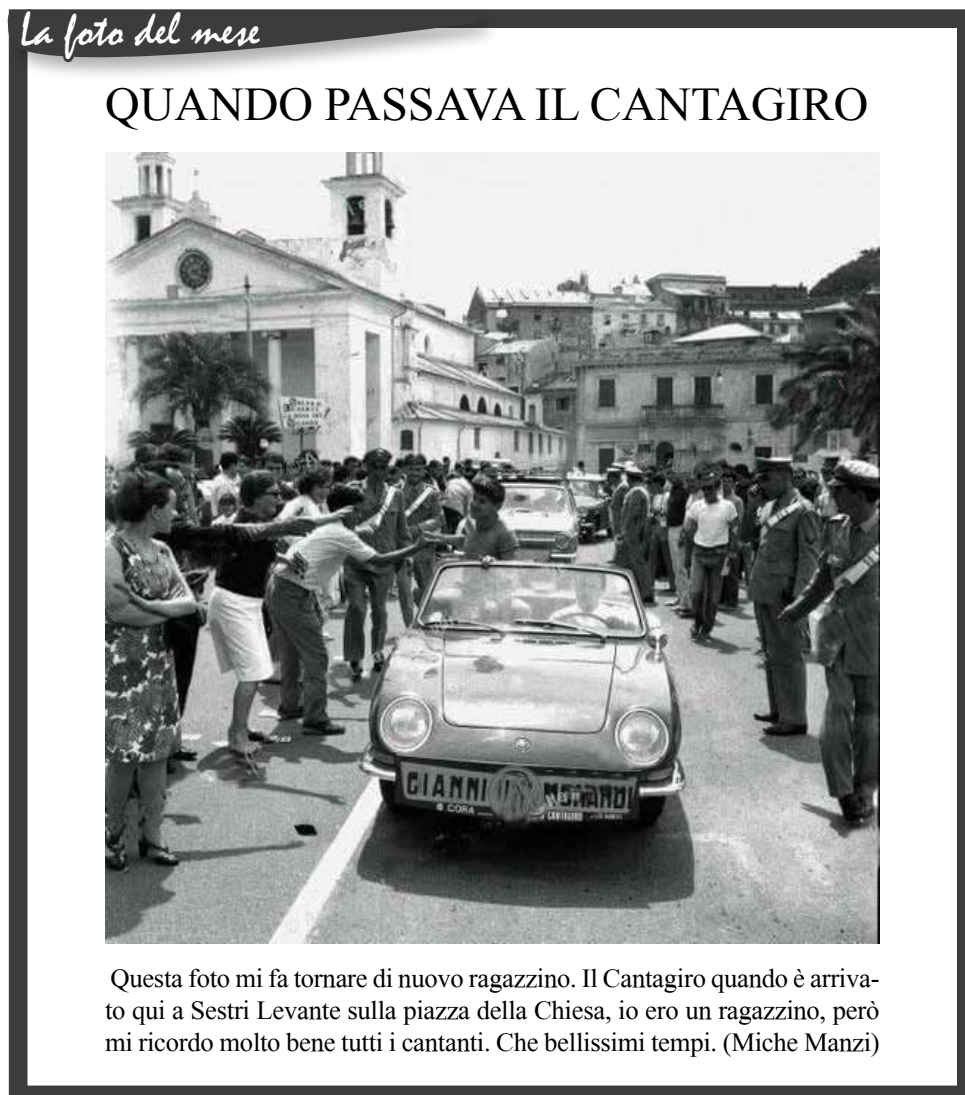 La foto del mese
QUANDO PASSAVA IL CANTAGIRO
GIANNI MORANDI
CORA
CANTAGIRO
Questa foto mi fa tornare di nuovo ragazzino. Il Cantagiro quando è arriva-
to qui a Sestri Levante sulla piazza della Chiesa, io ero un ragazzino, però
mi ricordo molto bene tutti i cantanti. Che bellissimi tempi. (Miche Manzi)